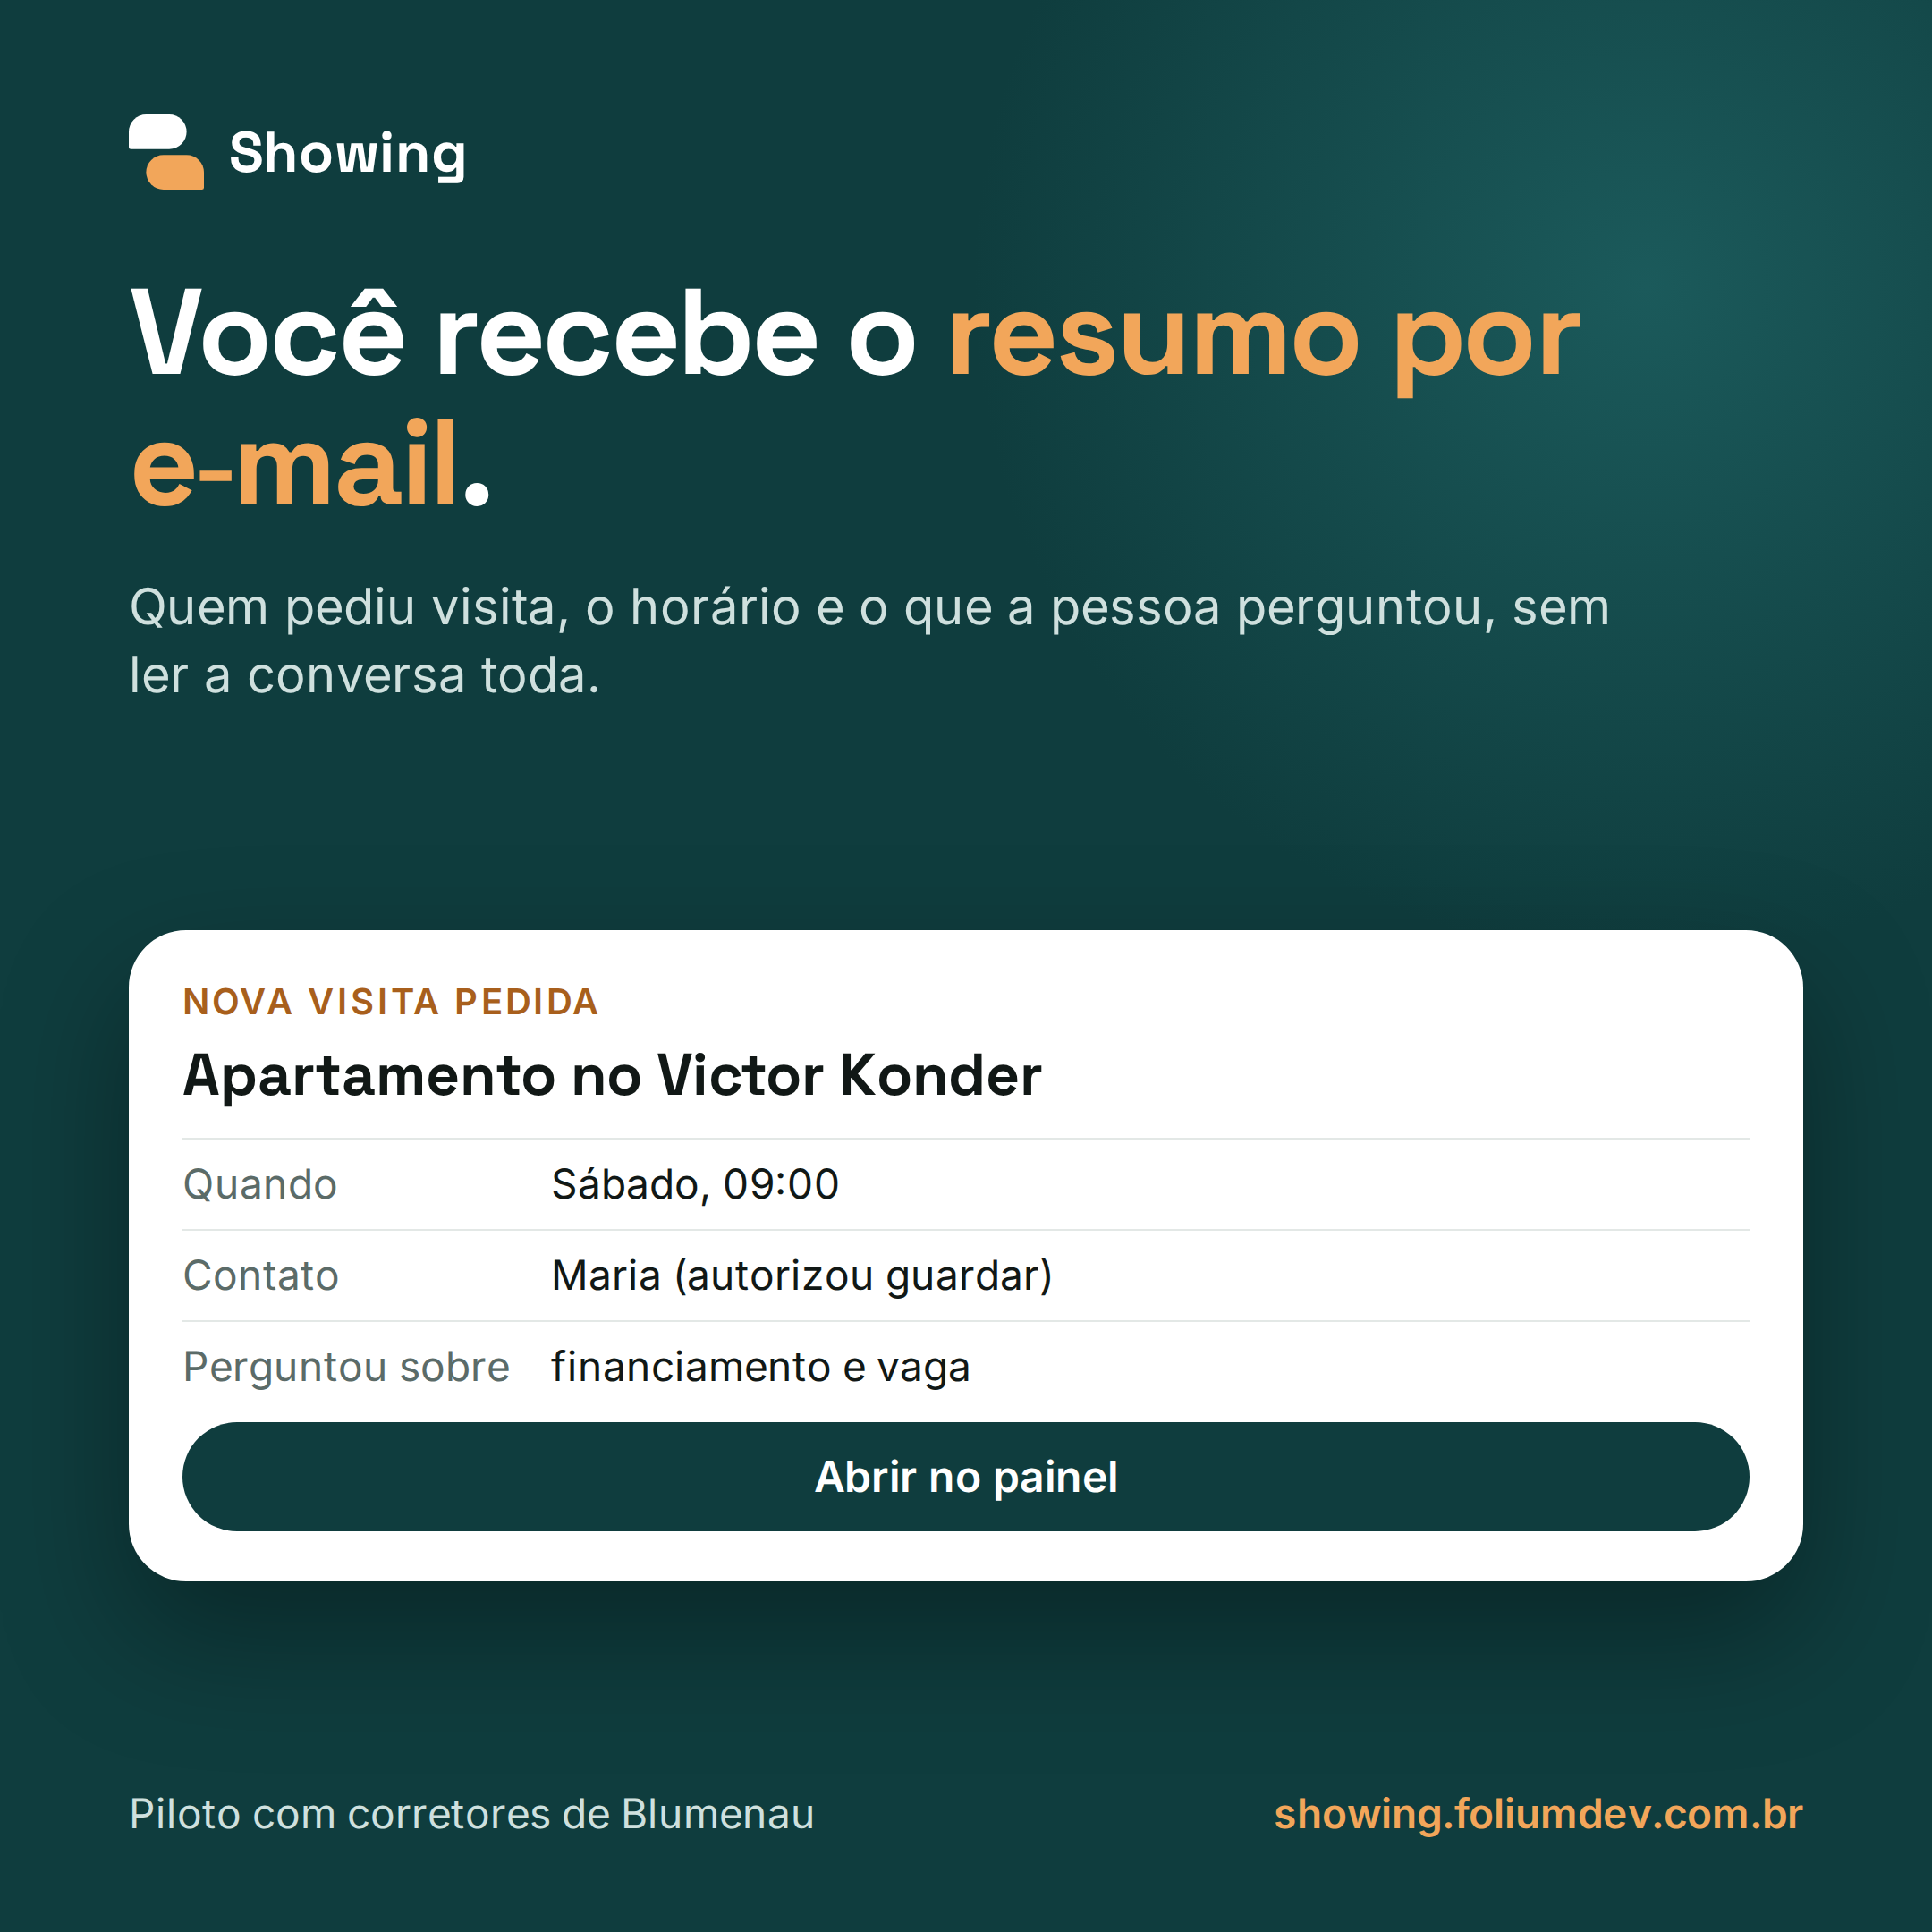 Showing
Você recebe o resumo por
e-mail.
Quem pediu visita, o horário e o que a pessoa perguntou, sem
ler a conversa toda.
NOVA VISITA PEDIDA
Apartamento no Victor Konder
Quando Sábado, 09:00
Contato Maria (autorizou guardar)
Perguntou sobre financiamento e vaga
Abrir no painel
Piloto com corretores de Blumenau showing.foliumdev.com.br